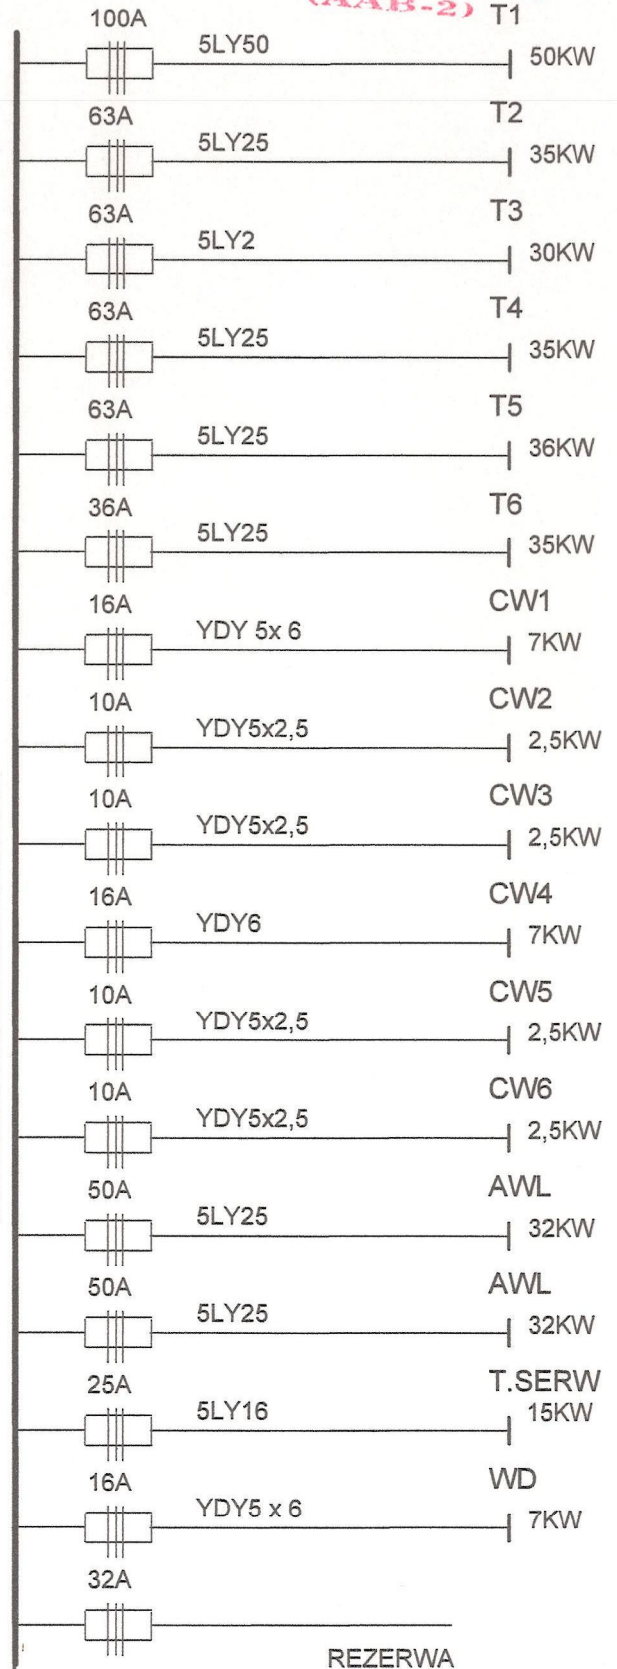 (AAB-2)
100A 5LY50 T1 50KW
63A 5LY25 T2 35KW
63A 5LY2 T3 30KW
63A 5LY25 T4 35KW
63A 5LY25 T5 36KW
36A 5LY25 T6 35KW
16A YDY 5x 6 CW1 7KW
10A YDY5x2,5 CW2 2,5KW
10A YDY5x2,5 CW3 2,5KW
16A YDY6 CW4 7KW
10A YDY5x2,5 CW5 2,5KW
10A YDY5x2,5 CW6 2,5KW
50A 5LY25 AWL 32KW
50A 5LY25 AWL 32KW
25A 5LY16 T.SERW 15KW
16A YDY5 x 6 WD 7KW
32A
REZERWA